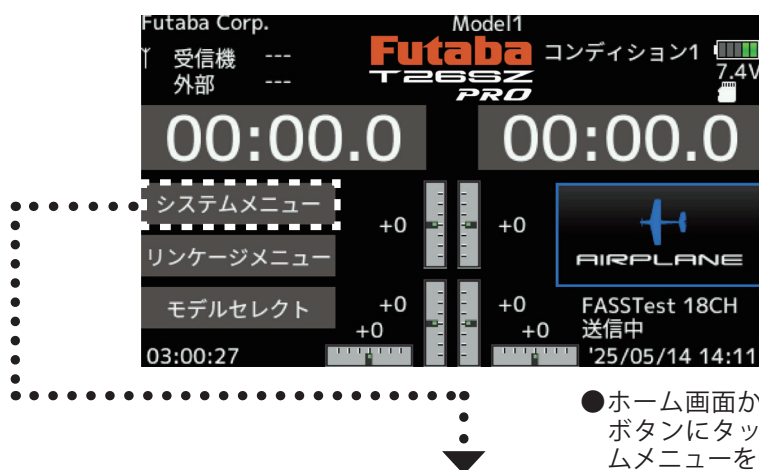 Futaba Corp.
Model1
受信機 ---
外部 ---
Futaba
T26SZ
PRO
コンディション1
7.4V
00:00.0
00:00.0
システムメニュー
リンケージメニュー
モデルセレクト
+0
+0
+0
+0
+0
+0
AIRPLANE
FASSTest 18CH
送信中
03:00:27
'25/05/14 14:11
●ホーム画面か
ボタンにタッ
ムメニューを